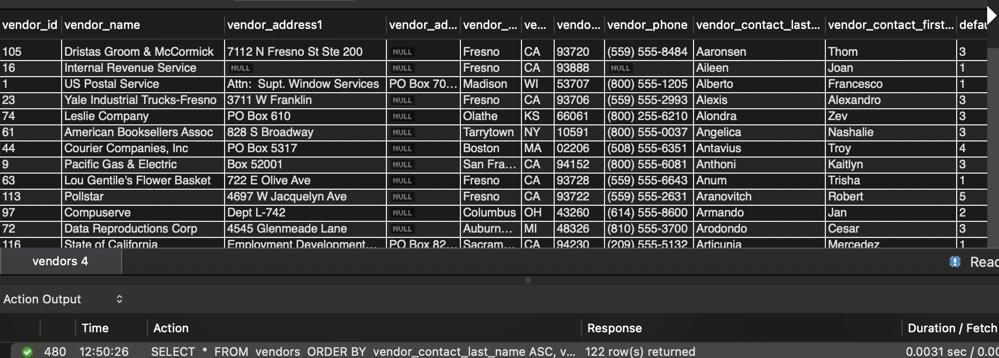 vendor_id vendor_name vendor_address1 vendor_ad... vendor_... ve... vendo... vendor_phone vendor_contact_last... vendor_contact_first... defau
105 Dristas Groom & McCormick 7112 N Fresno St Ste 200 NULL Fresno CA 93720 (559) 555-8484 Aaronsen Thom 3
16 Internal Revenue Service NULL NULL Fresno CA 93888 NULL Aileen Joan 1
1 US Postal Service Attn:  Supt. Window Services PO Box 70... Madison WI 53707 (800) 555-1205 Alberto Francesco 1
23 Yale Industrial Trucks-Fresno 3711 W Franklin NULL Fresno CA 93706 (559) 555-2993 Alexis Alexandro 3
74 Leslie Company PO Box 610 NULL Olathe KS 66061 (800) 255-6210 Alondra Zev 3
61 American Booksellers Assoc 828 S Broadway NULL Tarrytown NY 10591 (800) 555-0037 Angelica Nashalie 3
44 Courier Companies, Inc PO Box 5317 NULL Boston MA 02206 (508) 555-6351 Antavius Troy 4
9 Pacific Gas & Electric Box 52001 NULL San Fra... CA 94152 (800) 555-6081 Anthoni Kaitlyn 3
63 Lou Gentile's Flower Basket 722 E Olive Ave NULL Fresno CA 93728 (559) 555-6643 Anum Trisha 1
113 Pollstar 4697 W Jacquelyn Ave NULL Fresno CA 93722 (559) 555-2631 Aranovitch Robert 5
97 Compuserve Dept L-742 NULL Columbus OH 43260 (614) 555-8600 Armando Jan 2
72 Data Reproductions Corp 4545 Glenmeade Lane NULL Auburn... MI 48326 (810) 555-3700 Arodondo Cesar 3
116 State of California Employment Development... PO Box 82... Sacram... CA 94230 (209) 555-5132 Articunia Mercedez 1
vendors 4 Read
Action Output
Time Action Response Duration / Fetch
480 12:50:26 SELECT * FROM vendors ORDER BY vendor_contact_last_name ASC, v... 122 row(s) returned 0.0031 sec / 0.00